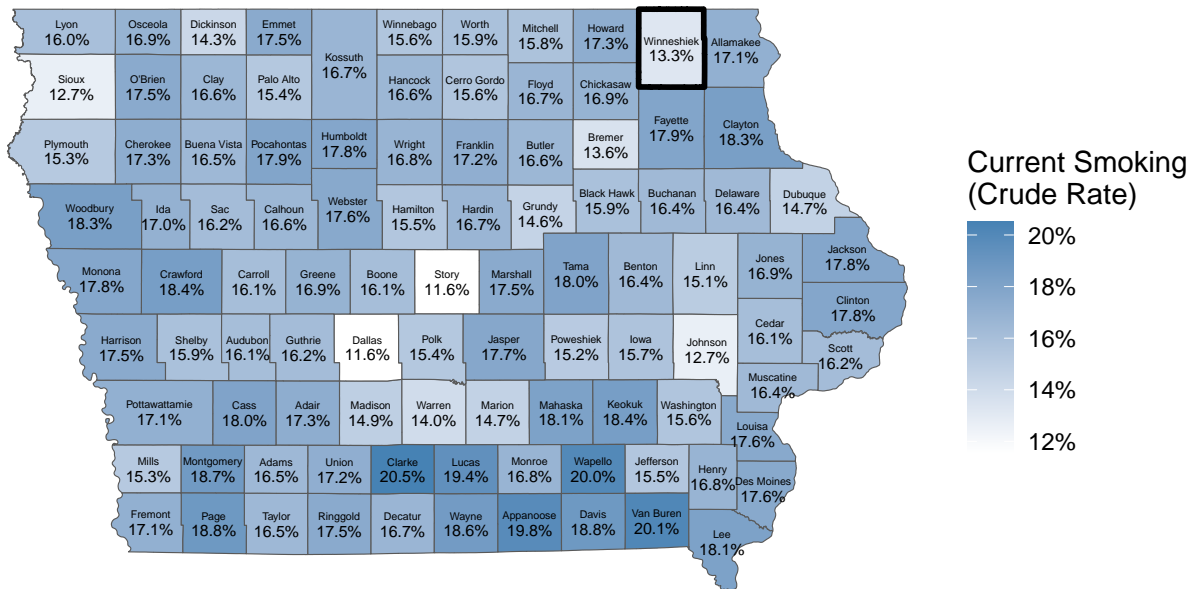 Lyon
16.0%
Osceola
16.9%
Dickinson
14.3%
Emmet
17.5%
Kossuth
16.7%
Winnebago
15.6%
Worth
15.9%
Mitchell
15.8%
Howard
17.3%
Winneshiek
13.3%
Allamakee
17.1%
Sioux
12.7%
O'Brien
17.5%
Clay
16.6%
Palo Alto
15.4%
Hancock
16.6%
Cerro Gordo
15.6%
Floyd
16.7%
Chickasaw
16.9%
Fayette
17.9%
Clayton
18.3%
Plymouth
15.3%
Cherokee
17.3%
Buena Vista
16.5%
Pocahontas
17.9%
Humboldt
17.8%
Wright
16.8%
Franklin
17.2%
Butler
16.6%
Bremer
13.6%
Woodbury
18.3%
Ida
17.0%
Sac
16.2%
Calhoun
16.6%
Webster
17.6%
Hamilton
15.5%
Hardin
16.7%
Grundy
14.6%
Black Hawk
15.9%
Buchanan
16.4%
Delaware
16.4%
Dubuque
14.7%
Monona
17.8%
Crawford
18.4%
Carroll
16.1%
Greene
16.9%
Boone
16.1%
Story
11.6%
Marshall
17.5%
Tama
18.0%
Benton
16.4%
Linn
15.1%
Jones
16.9%
Jackson
17.8%
Clinton
17.8%
Harrison
17.5%
Shelby
15.9%
Audubon
16.1%
Guthrie
16.2%
Dallas
11.6%
Polk
15.4%
Jasper
17.7%
Poweshiek
15.2%
Iowa
15.7%
Johnson
12.7%
Cedar
16.1%
Scott
16.2%
Muscatine
16.4%
Pottawattamie
17.1%
Cass
18.0%
Adair
17.3%
Madison
14.9%
Warren
14.0%
Marion
14.7%
Mahaska
18.1%
Keokuk
18.4%
Washington
15.6%
Louisa
17.6%
Mills
15.3%
Montgomery
18.7%
Adams
16.5%
Union
17.2%
Clarke
20.5%
Lucas
19.4%
Monroe
16.8%
Wapello
20.0%
Jefferson
15.5%
Henry
16.8%
Des Moines
17.6%
Fremont
17.1%
Page
18.8%
Taylor
16.5%
Ringgold
17.5%
Decatur
16.7%
Wayne
18.6%
Appanoose
19.8%
Davis
18.8%
Van Buren
20.1%
Lee
18.1%
Current Smoking
(Crude Rate)
20%
18%
16%
14%
12%